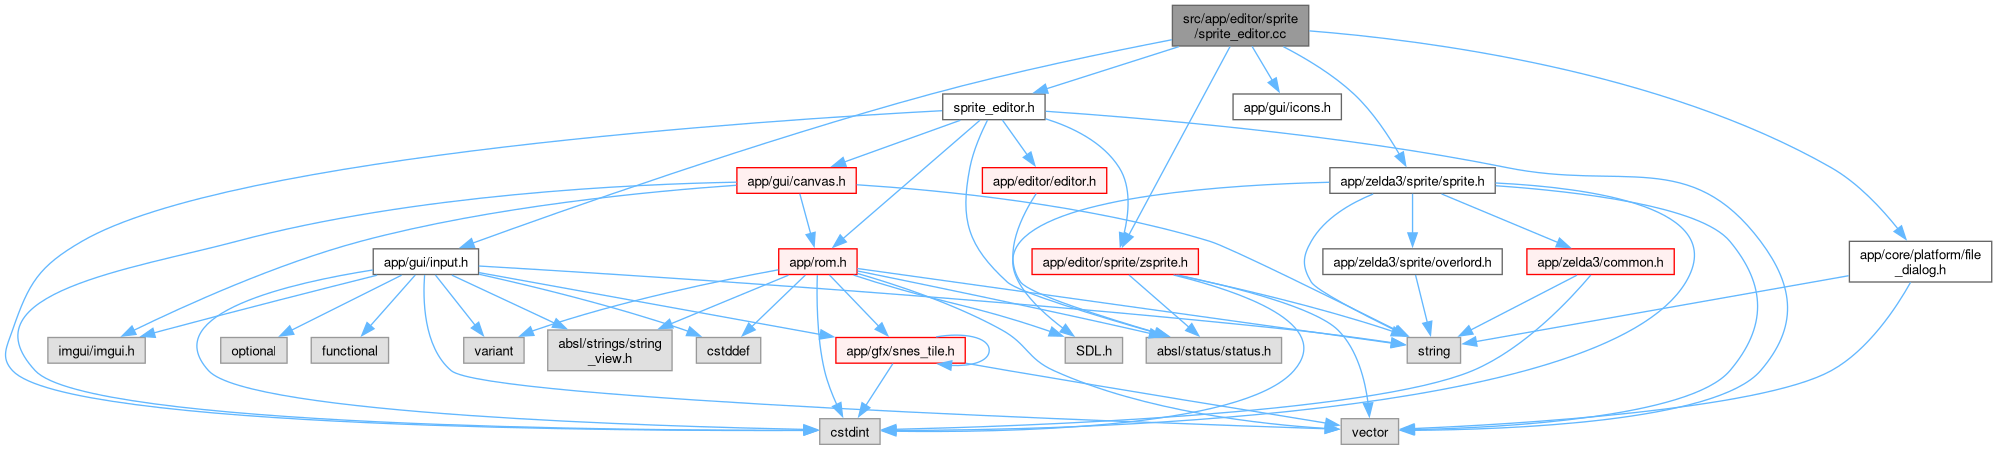 src/app/editor/sprite
/sprite_editor.cc
sprite_editor.h
app/gui/icons.h
app/gui/canvas.h
app/editor/editor.h
app/zelda3/sprite/sprite.h
app/gui/input.h
app/rom.h
app/editor/sprite/zsprite.h
app/zelda3/sprite/overlord.h
app/zelda3/common.h
app/core/platform/file
_dialog.h
imgui/imgui.h
optional
functional
variant
absl/strings/string
_view.h
cstddef
app/gfx/snes_tile.h
SDL.h
absl/status/status.h
string
cstdint
vector